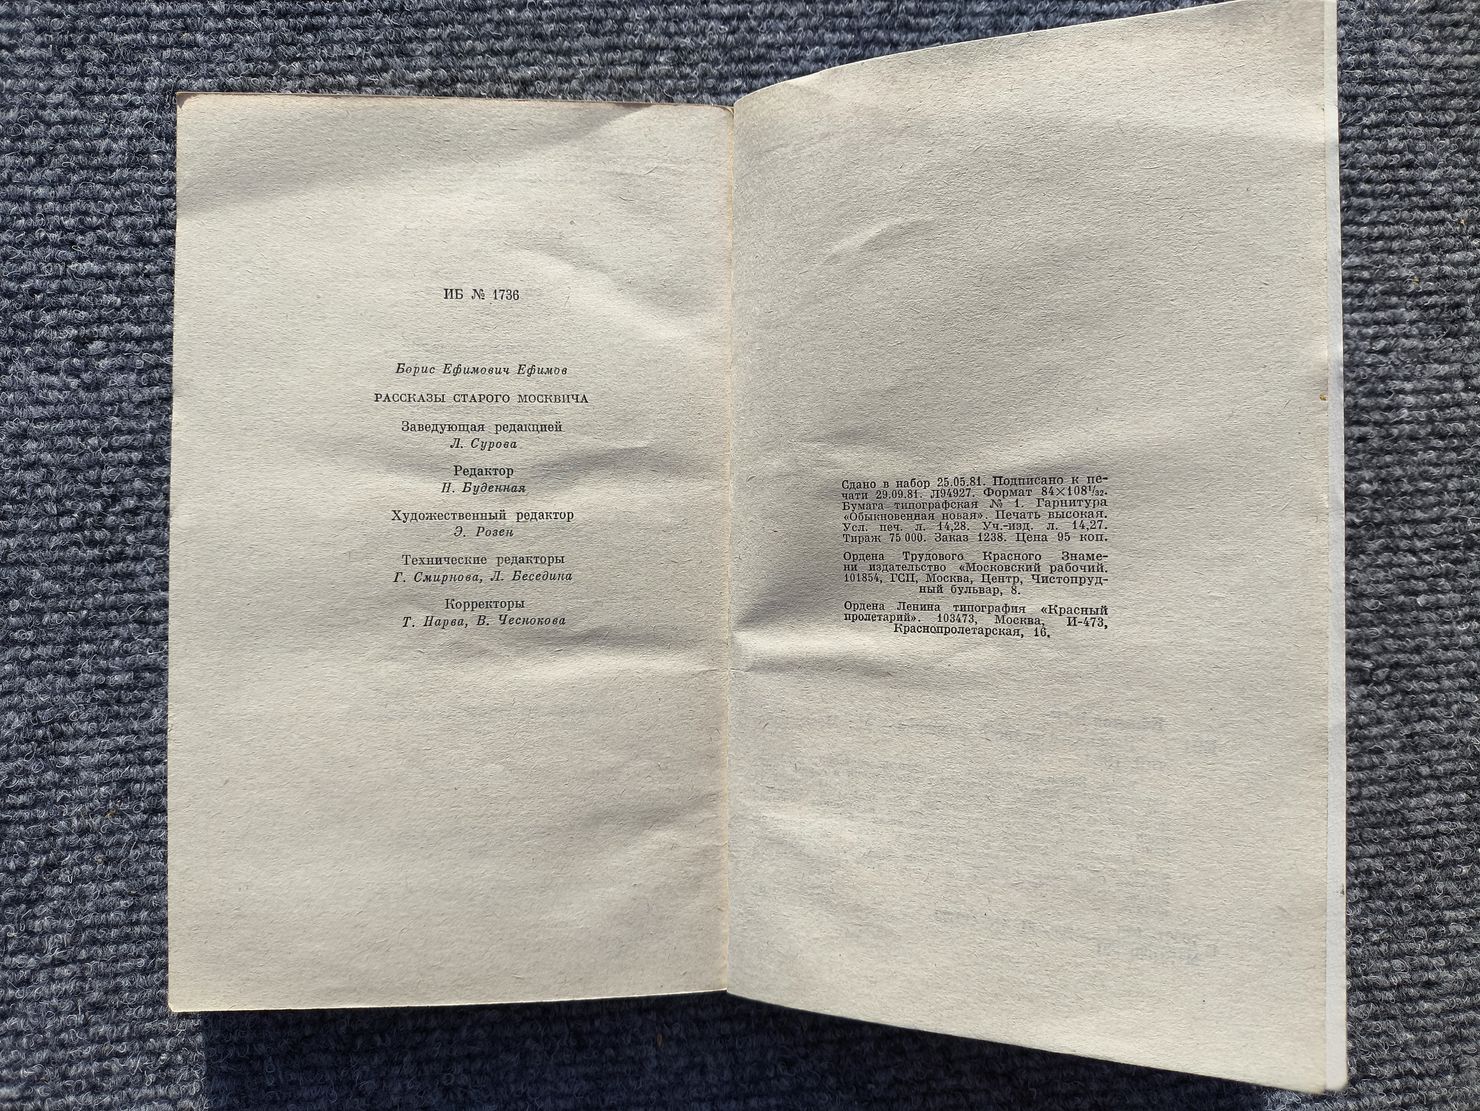 ИБ № 1736
Борис Ефимович Ефимов
РАССКАЗЫ СТАРОГО МОСКВИЧА
Заведующая редакцией
Л. Сурова
Редактор
Н. Буденная
Художественный редактор
Э. Розен
Технические редакторы
Г. Смирнова, Л. Беседина
Корректоры
Т. Нарва, В. Чеснокова
Сдано в набор 25.05.81. Подписано к пе-
чати 29.09.81. Л94927. Формат 84×108¹/₃₂.
Бумага типографская № 1. Гарнитура
«Обыкновенная новая». Печать высокая.
Усл. печ. л. 14,28. Уч.-изд. л. 14,27.
Тираж 75 000. Заказ 1238. Цена 95 коп.
Ордена Трудового Красного Знаме-
ни издательство «Московский рабочий.
101854, ГСП, Москва, Центр, Чистопруд-
ный бульвар, 8.
Ордена Ленина типография «Красный
пролетарий». 103473, Москва, И-473,
Краснопролетарская, 16.